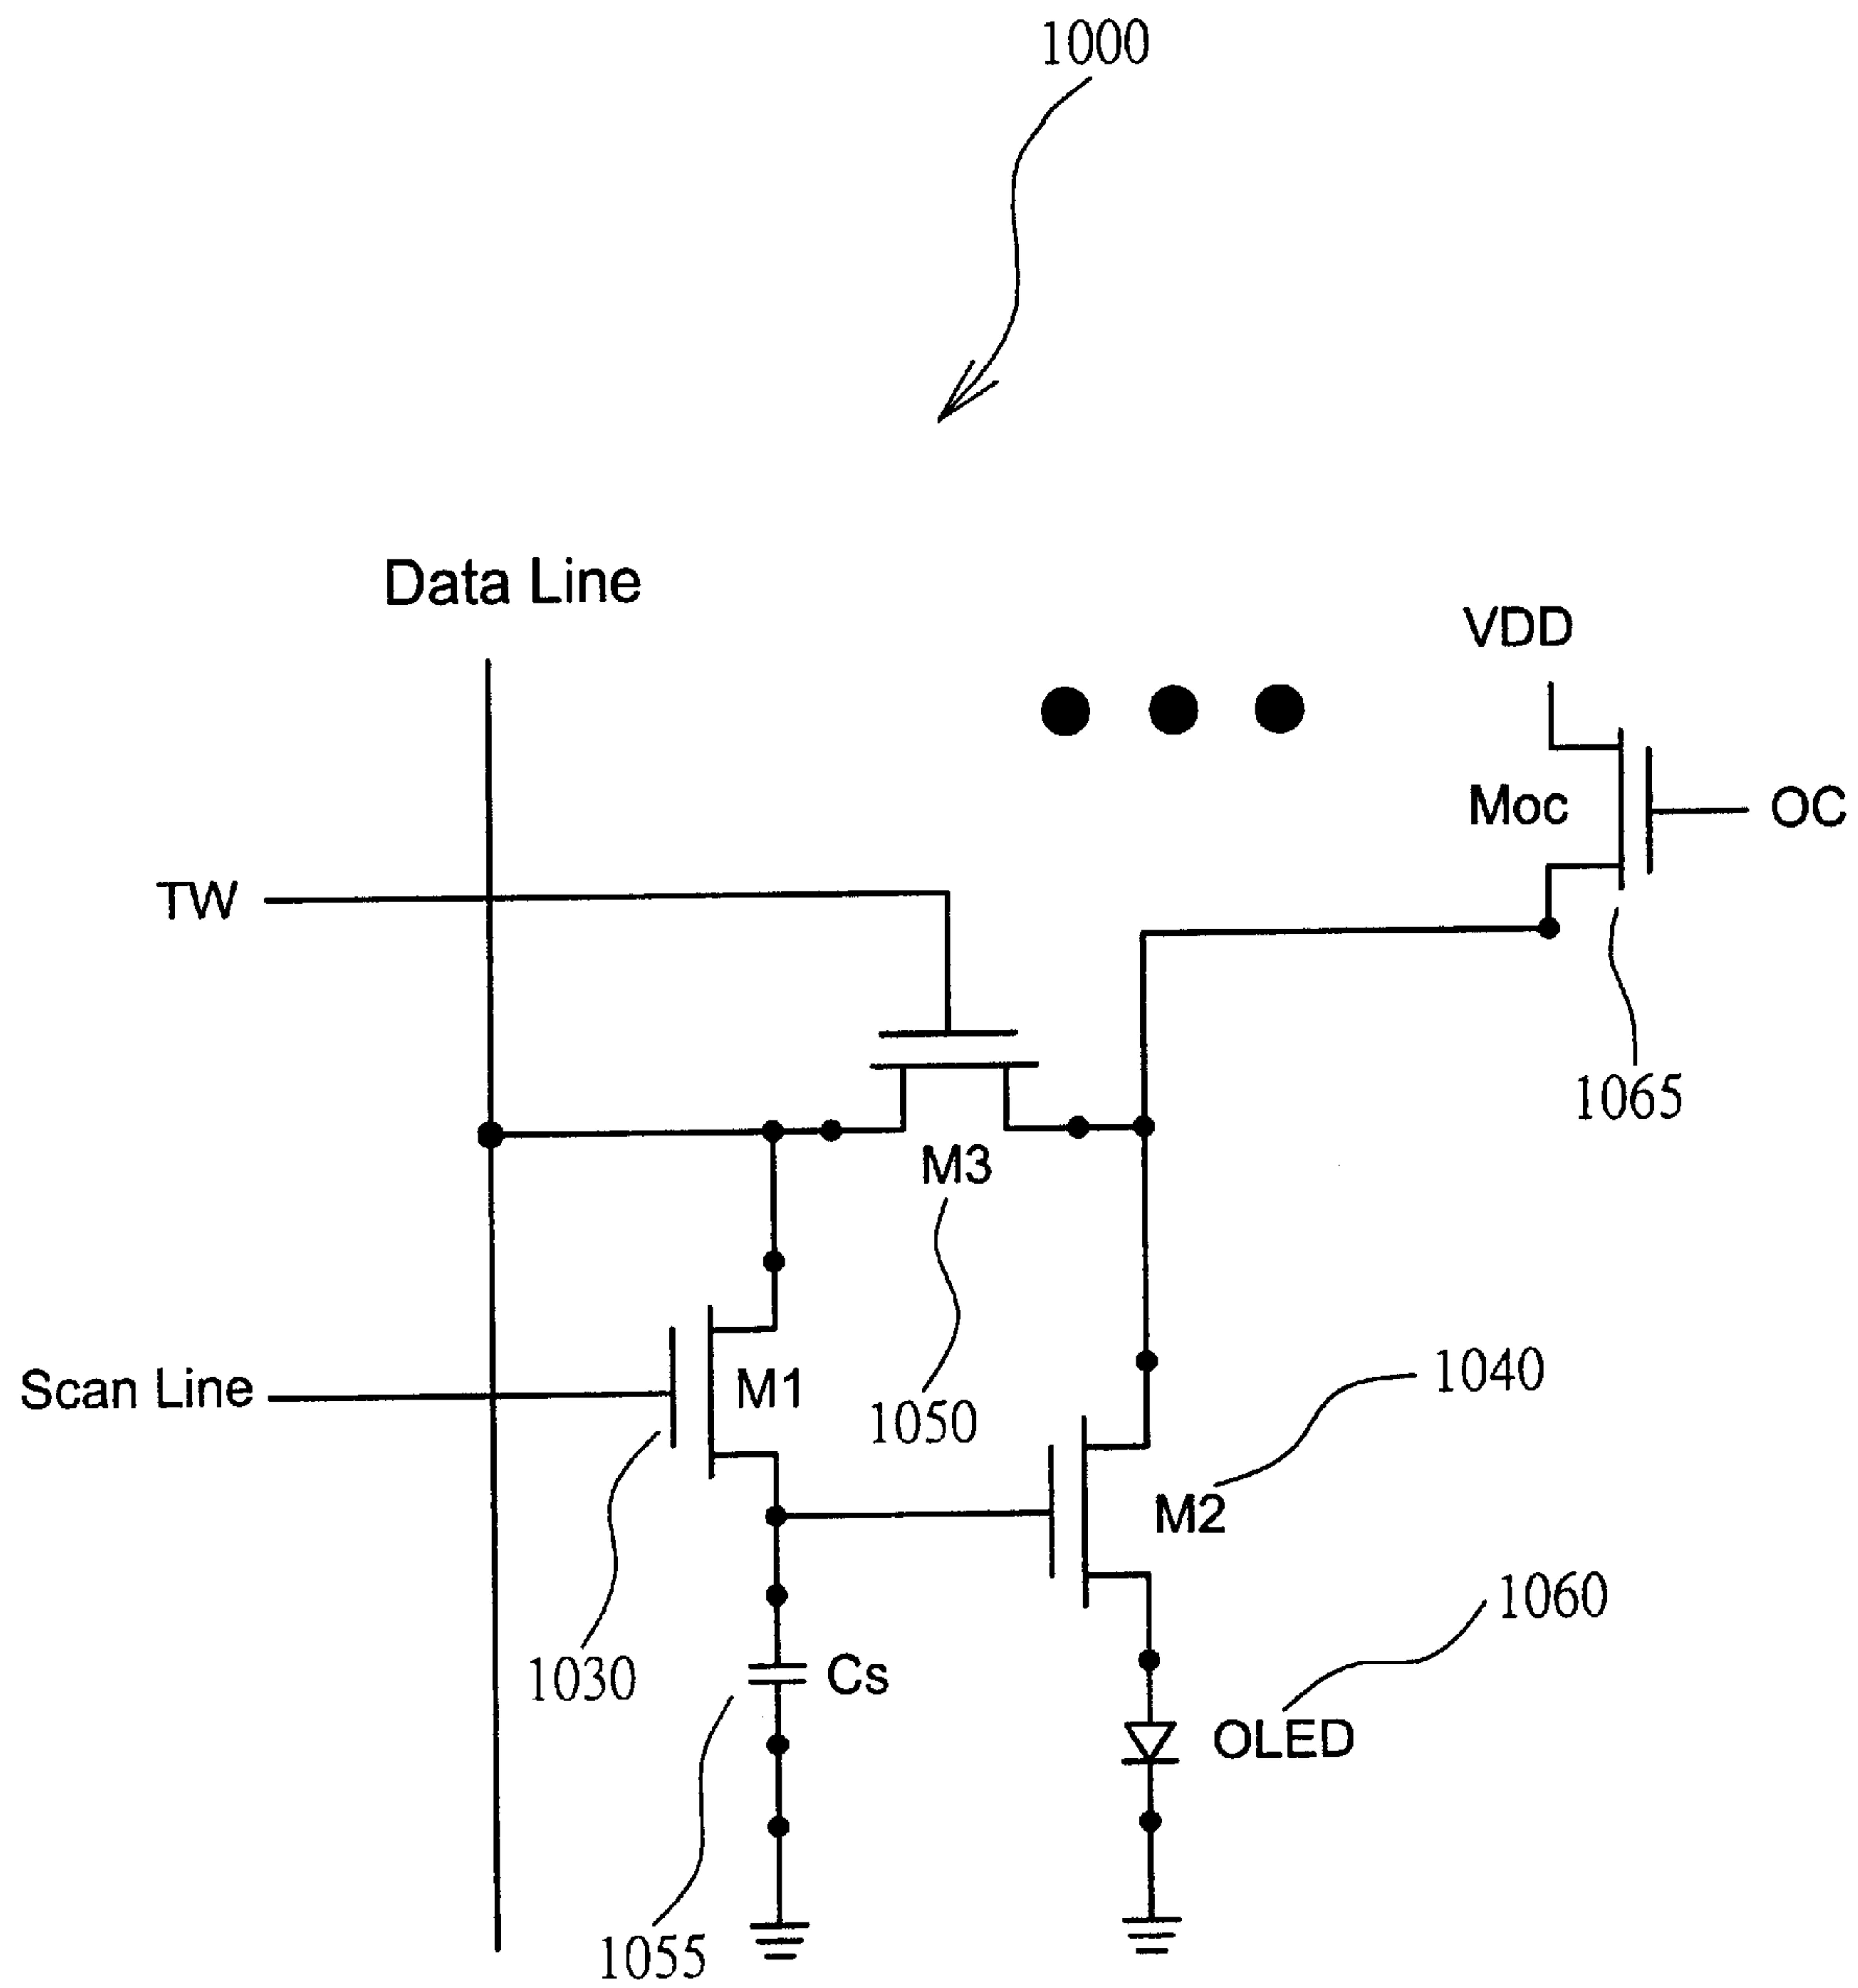 1000
Data Line
VDD
Moc
OC
TW
1065
M3
Scan Line
M1
1050
1040
M2
1060
1030
Cs
OLED
1055